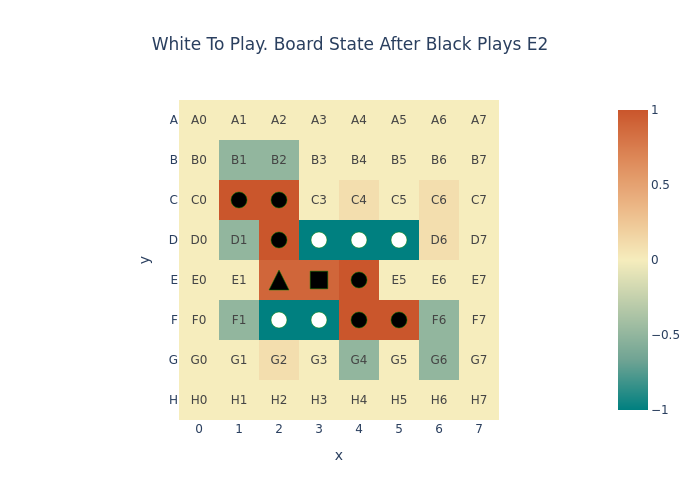 White To Play. Board State After Black Plays E2
A A0 A1 A2 A3 A4 A5 A6 A7
B B0 B1 B2 B3 B4 B5 B6 B7
C C0 C3 C4 C5 C6 C7
D D0 D1 D6 D7
E E0 E1 E5 E6 E7
F F0 F1 F6 F7
G G0 G1 G2 G3 G4 G5 G6 G7
H H0 H1 H2 H3 H4 H5 H6 H7
0 1 2 3 4 5 6 7
x
y
1
0.5
0
−0.5
−1